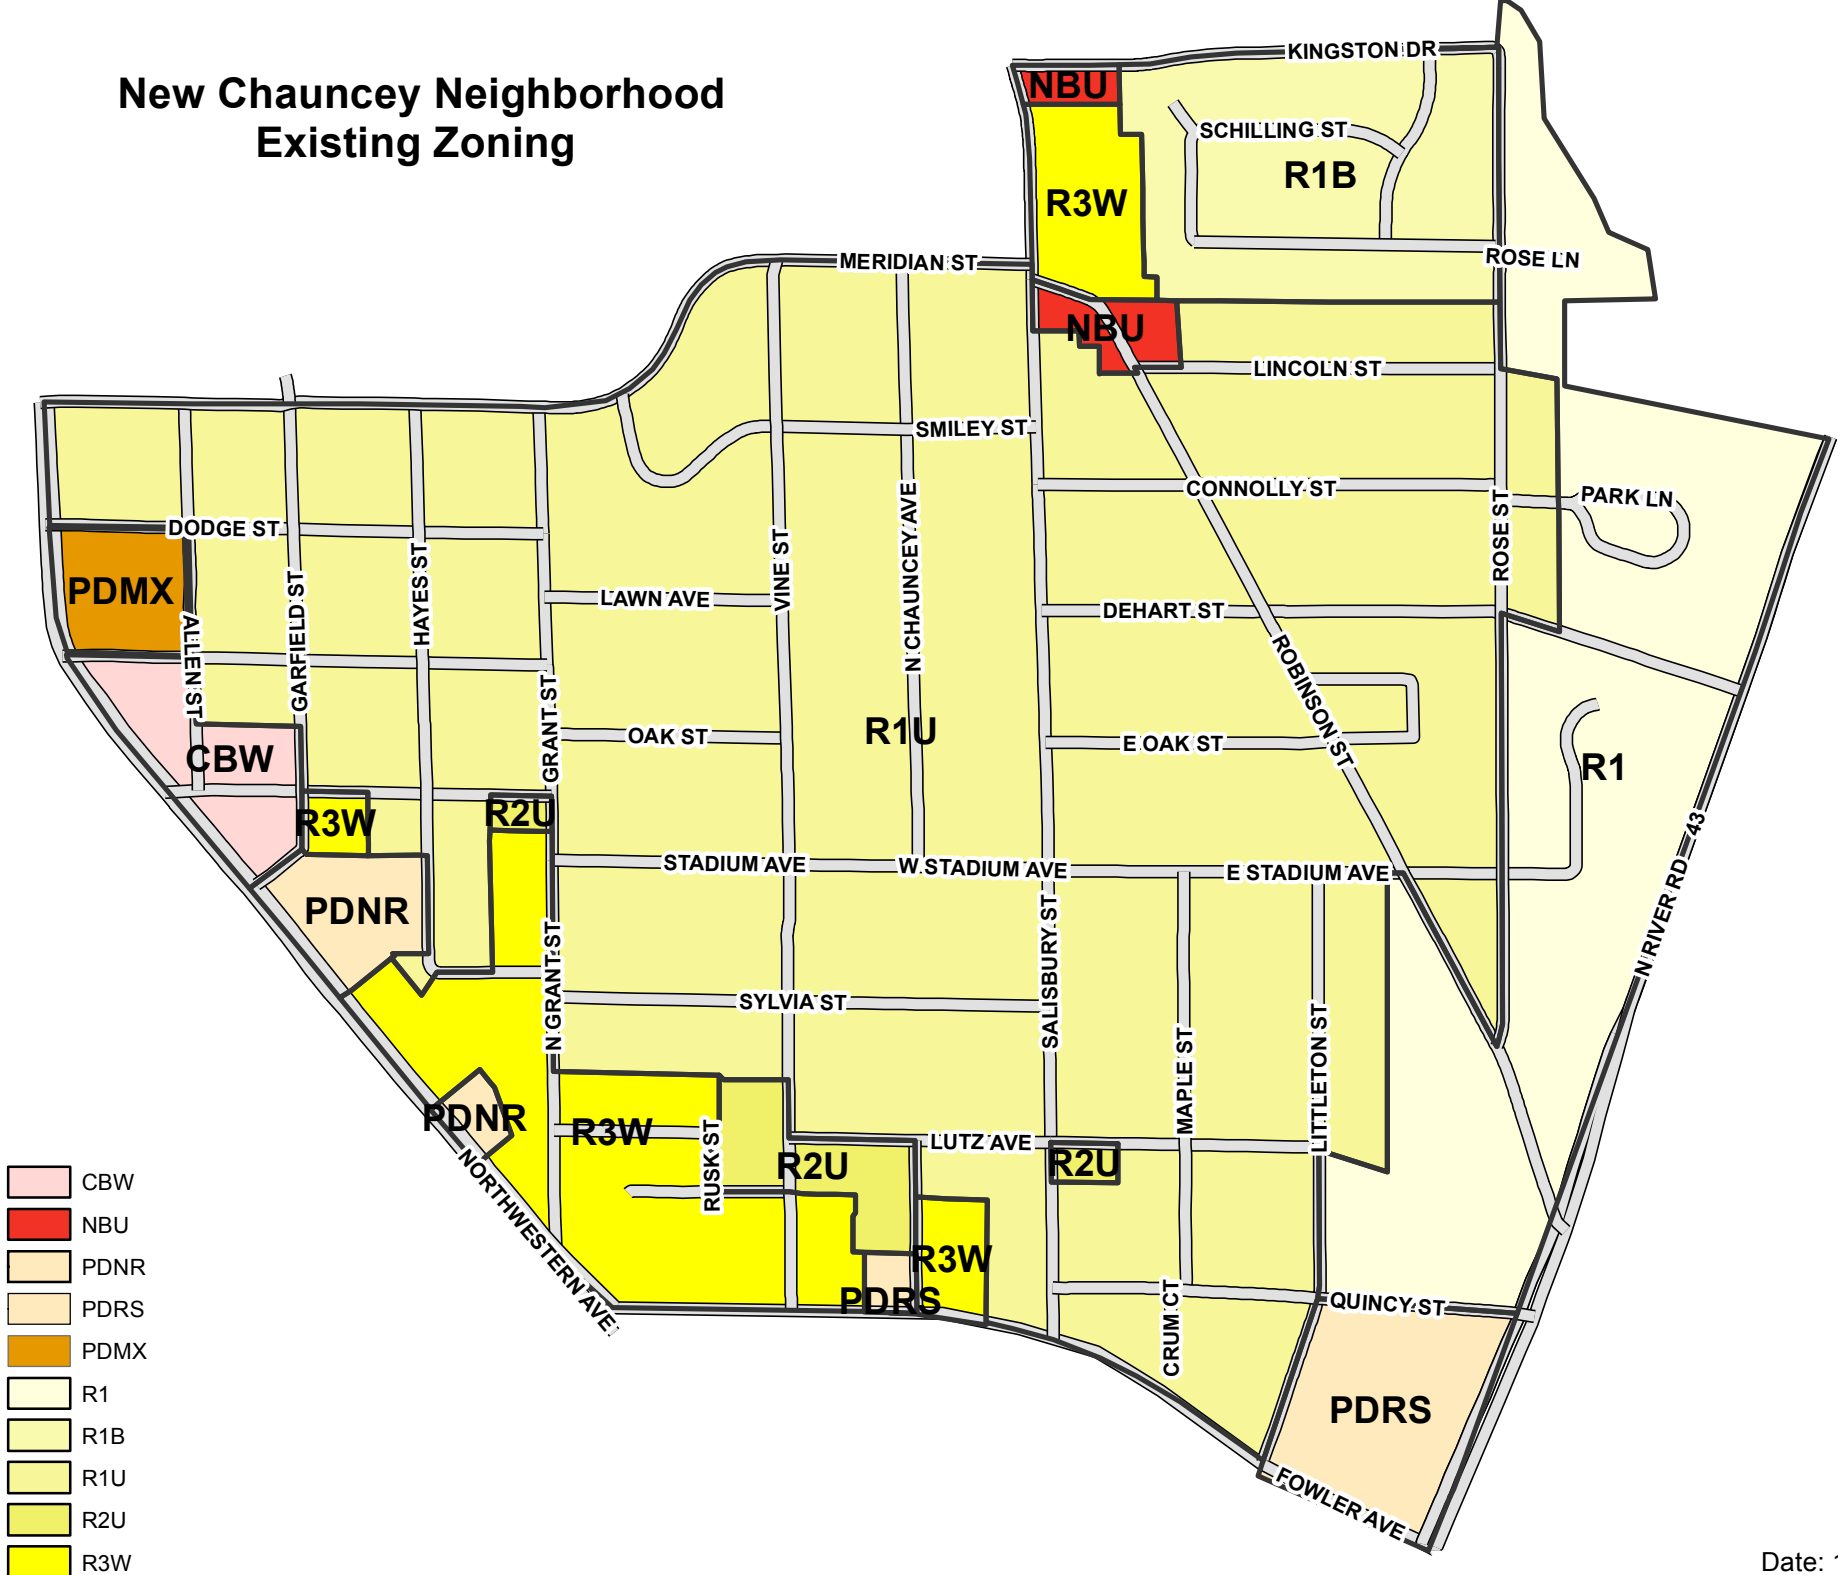 New Chauncey Neighborhood
Existing Zoning
KINGSTON DR
NBU
SCHILLING ST
R1B
R3W
ROSE LN
MERIDIAN ST
NBU
LINCOLN ST
SMILEY ST
CONNOLLY ST
PARK LN
ROSE ST
DODGE ST
PDMX
ALLEN ST
GARFIELD ST
HAYES ST
LAWN AVE
VINE ST
N CHAUNCEY AVE
DEHART ST
ROBINSON ST
GRANT ST
OAK ST
R1U
E OAK ST
R1
CBW
R3W
R2U
STADIUM AVE
W STADIUM AVE
E STADIUM AVE
N RIVER RD 43
PDNR
N GRANT ST
SYLVIA ST
SALISBURY ST
MAPLE ST
LITTLETON ST
PDNR
R3W
RUSK ST
R2U
LUTZ AVE
R2U
NORTHWESTERN AVE
R3W
PDRS
CRUM CT
QUINCY ST
PDRS
FOWLER AVE
CBW
NBU
PDNR
PDRS
PDMX
R1
R1B
R1U
R2U
R3W
Date: 1